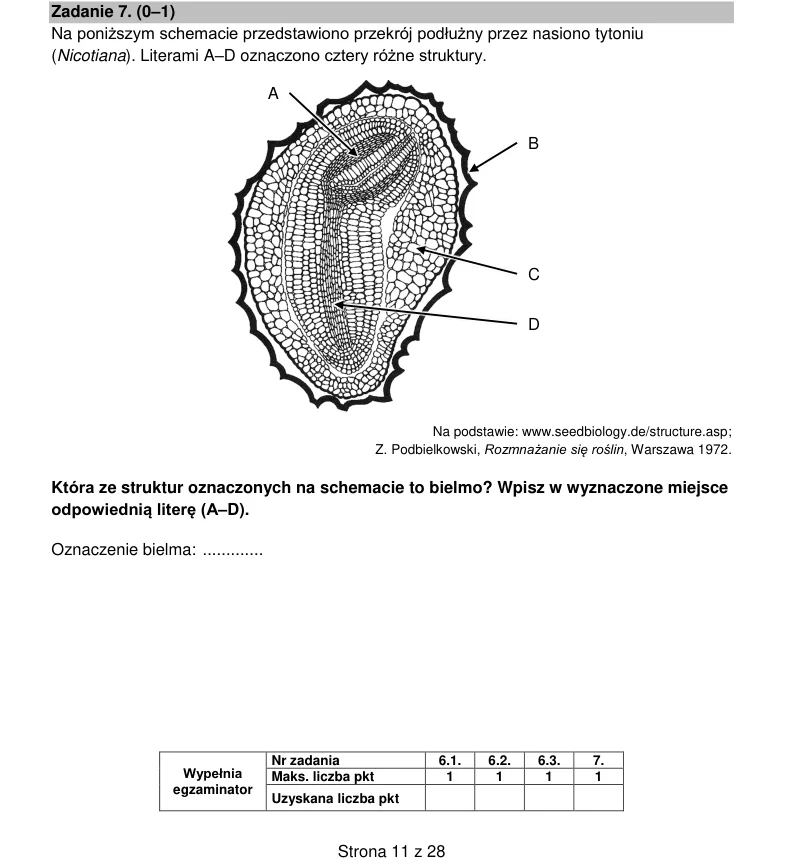 Zadanie 7. (0–1)
Na poniższym schemacie przedstawiono przekrój podłużny przez nasiono tytoniu
(Nicotiana). Literami A–D oznaczono cztery różne struktury.
A
B
C
D
Na podstawie: www.seedbiology.de/structure.asp;
Z. Podbielkowski, Rozmnażanie się roślin, Warszawa 1972.
Która ze struktur oznaczonych na schemacie to bielmo? Wpisz w wyznaczone miejsce
odpowiednią literę (A–D).
Oznaczenie bielma: .............
Wypełnia
egzaminator
Nr zadania 6.1. 6.2. 6.3. 7.
Maks. liczba pkt 1 1 1 1
Uzyskana liczba pkt
Strona 11 z 28